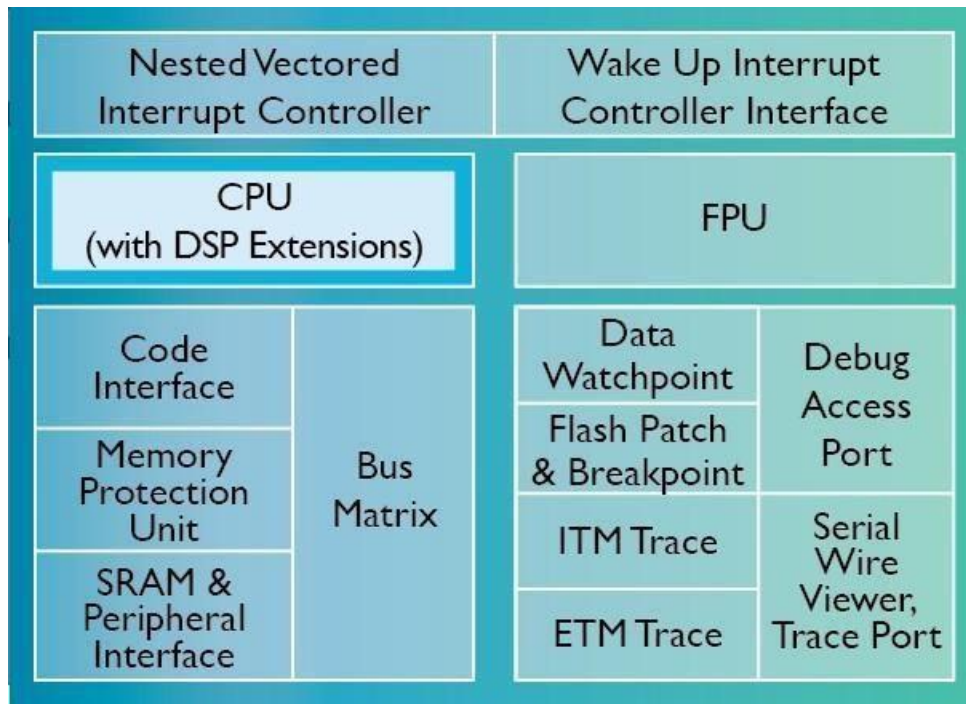 Nested Vectored
Interrupt Controller
Wake Up Interrupt
Controller Interface
CPU
(with DSP Extensions)
FPU
Code
Interface
Memory
Protection
Unit
SRAM &
Peripheral
Interface
Bus
Matrix
Data
Watchpoint
Flash Patch
& Breakpoint
ITM Trace
ETM Trace
Debug
Access
Port
Serial
Wire
Viewer,
Trace Port